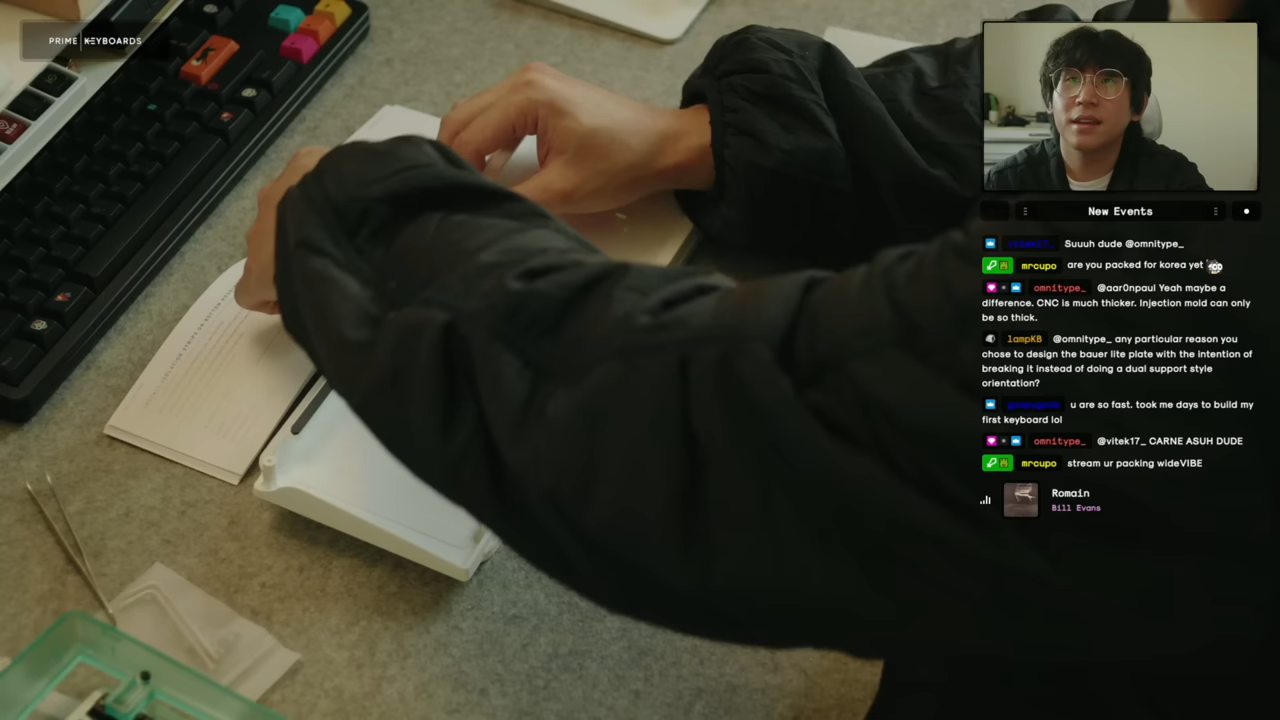 PRIME KEYBOARDS
New Events
Suuuh dude @omnitype_
mrcupo are you packed for korea yet
omnitype_ @aar0npaul Yeah maybe a
difference. CNC is much thicker. Injection mold can only
be so thick.
lampKB @omnitype_ any particular reason you
chose to design the bauer lite plate with the intention of
breaking it instead of doing a dual support style
orientation?
u are so fast. took me days to build my
first keyboard lol
omnitype_ @vitek17_ CARNE ASUH DUDE
mrcupo stream ur packing wideVIBE
Romain
Bill Evans